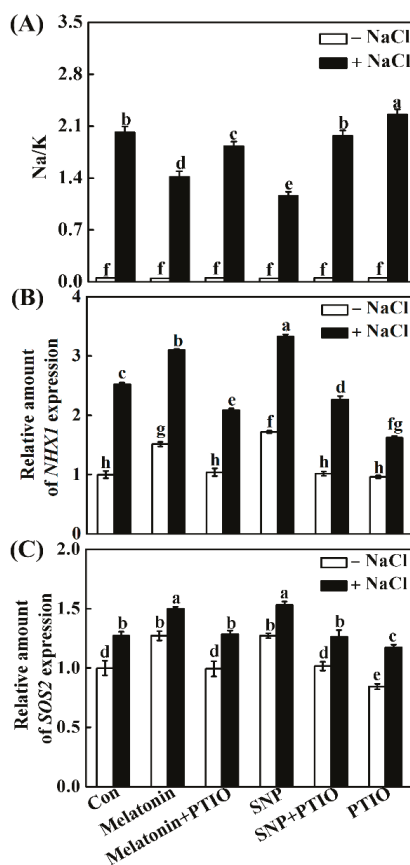 (A)
3.5
2.8
2.1
1.4
0.7
0.0
Na/K
– NaCl
+ NaCl
f b f d f c f e f b f a
(B)
4
3
2
1
0
Relative amount
of NHX1 expression
– NaCl
+ NaCl
h c g b h e f a h d h fg
(C)
2.0
1.5
1.0
0.5
0.0
Relative amount
of SOS2 expression
– NaCl
+ NaCl
d b b a d b b a d b e c
Con
Melatonin
Melatonin+PTIO
SNP
SNP+PTIO
PTIO